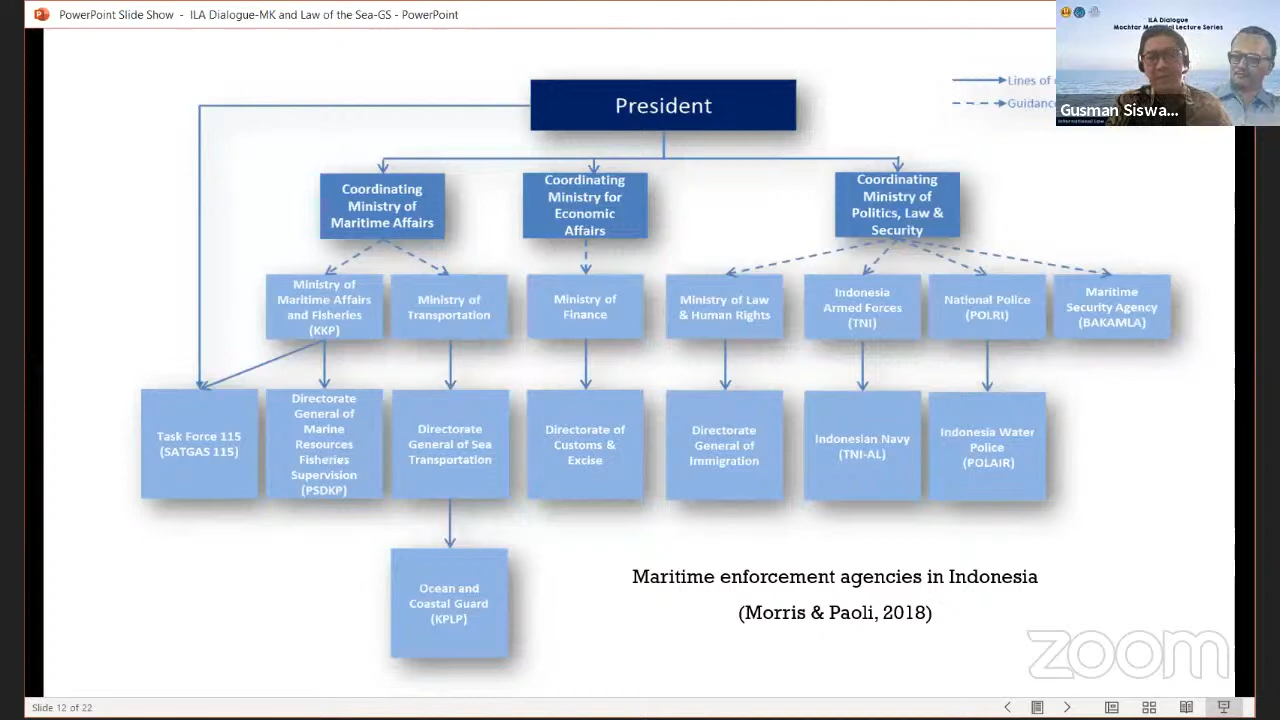 PowerPoint Slide Show - ILA Dialogue-MK and Law of the Sea-GS - PowerPoint
ILA Dialogue
Mochtar Memorial Lecture Series
Gusman Siswa...
International Law
Lines of
Guidanc
President
Coordinating
Ministry of
Maritime Affairs
Coordinating
Ministry for
Economic
Affairs
Coordinating
Ministry of
Politics, Law &
Security
Ministry of
Maritime Affairs
and Fisheries
(KKP)
Ministry of
Transportation
Ministry of
Finance
Ministry of Law
& Human Rights
Indonesia
Armed Forces
(TNI)
National Police
(POLRI)
Maritime
Security Agency
(BAKAMLA)
Task Force 115
(SATGAS 115)
Directorate
General of
Marine
Resources
Fisheries
Supervision
(PSDKP)
Directorate
General of Sea
Transportation
Directorate of
Customs &
Excise
Directorate
General of
Immigration
Indonesian Navy
(TNI-AL)
Indonesia Water
Police
(POLAIR)
Ocean and
Coastal Guard
(KPLP)
Maritime enforcement agencies in Indonesia
(Morris & Paoli, 2018)
zoom
Slide 12 of 22